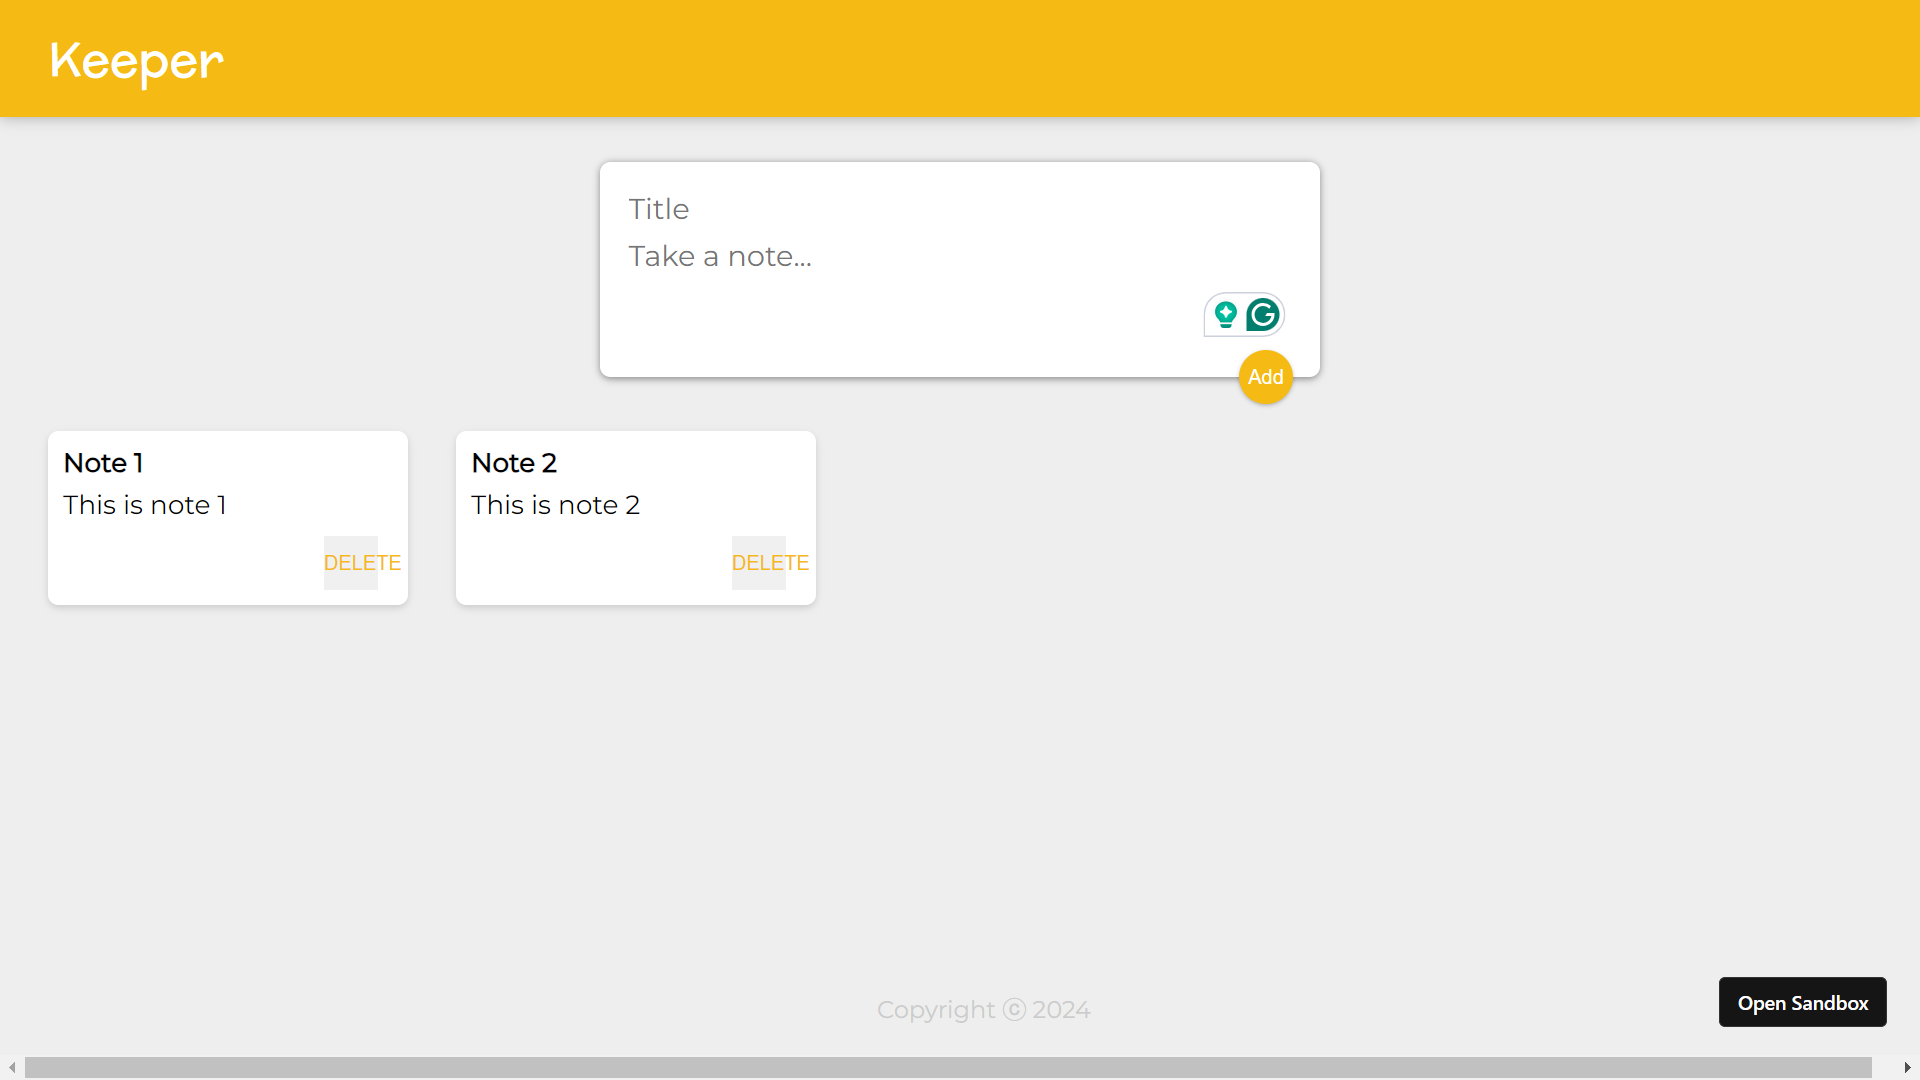 Keeper
Title
Take a note...
Add
Note 1
This is note 1
DELETE
Note 2
This is note 2
DELETE
Copyright ⓒ 2024
Open Sandbox